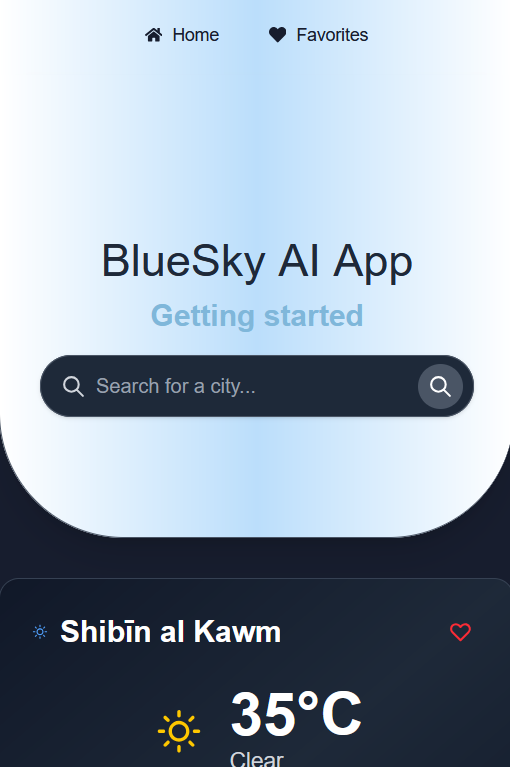 Home Favorites
BlueSky AI App
Getting started
Search for a city...
Shibīn al Kawm
35°C
Clear